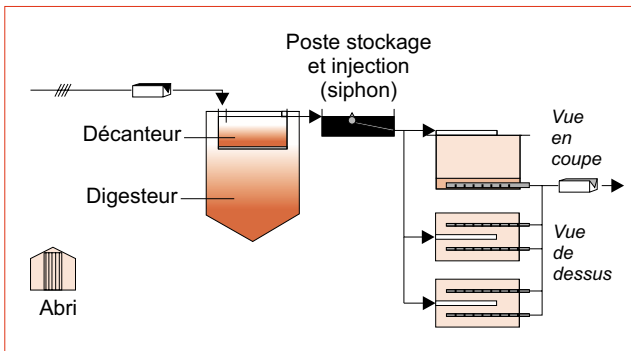 Poste stockage
et injection
(siphon)
Décanteur
Digesteur
Vue
en
coupe
Vue
de
dessus
Abri